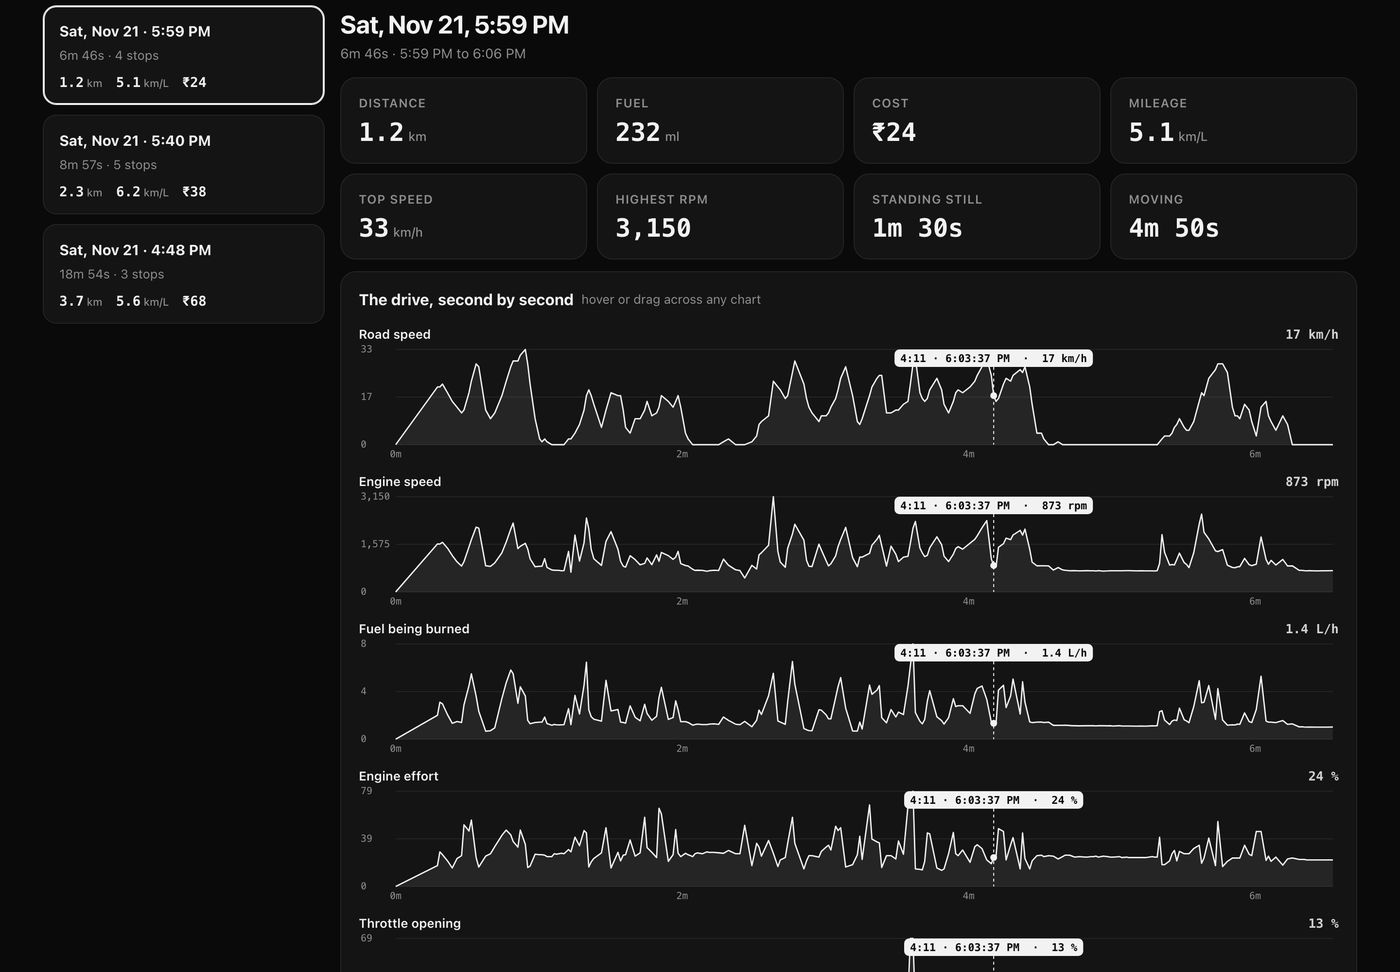 Sat, Nov 21 · 5:59 PM
6m 46s · 4 stops
1.2 km 5.1 km/L ₹24
Sat, Nov 21 · 5:40 PM
8m 57s · 5 stops
2.3 km 6.2 km/L ₹38
Sat, Nov 21 · 4:48 PM
18m 54s · 3 stops
3.7 km 5.6 km/L ₹68
Sat, Nov 21, 5:59 PM
6m 46s · 5:59 PM to 6:06 PM
DISTANCE
1.2 km
FUEL
232 ml
COST
₹24
MILEAGE
5.1 km/L
TOP SPEED
33 km/h
HIGHEST RPM
3,150
STANDING STILL
1m 30s
MOVING
4m 50s
The drive, second by second hover or drag across any chart
Road speed 17 km/h
33
4:11 · 6:03:37 PM · 17 km/h
17
0
0m 2m 4m 6m
Engine speed 873 rpm
3,150
4:11 · 6:03:37 PM · 873 rpm
1,575
0
0m 2m 4m 6m
Fuel being burned 1.4 L/h
8
4:11 · 6:03:37 PM · 1.4 L/h
4
0
0m 2m 4m 6m
Engine effort 24 %
79
4:11 · 6:03:37 PM · 24 %
39
0
0m 2m 4m 6m
Throttle opening 13 %
69
4:11 · 6:03:37 PM · 13 %